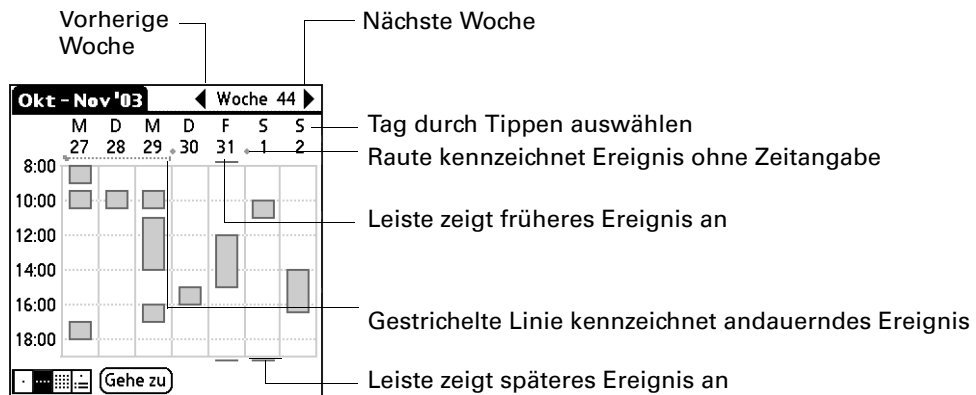 Vorherige
Woche
Nächste Woche
Okt - Nov '03
Woche 44
M D M D F S S
27 28 29 30 31 1 2
Tag durch Tippen auswählen
Raute kennzeichnet Ereignis ohne Zeitangabe
8:00
10:00
Leiste zeigt früheres Ereignis an
12:00
14:00
16:00
Gestrichelte Linie kennzeichnet andauerndes Ereignis
18:00
Gehe zu
Leiste zeigt späteres Ereignis an